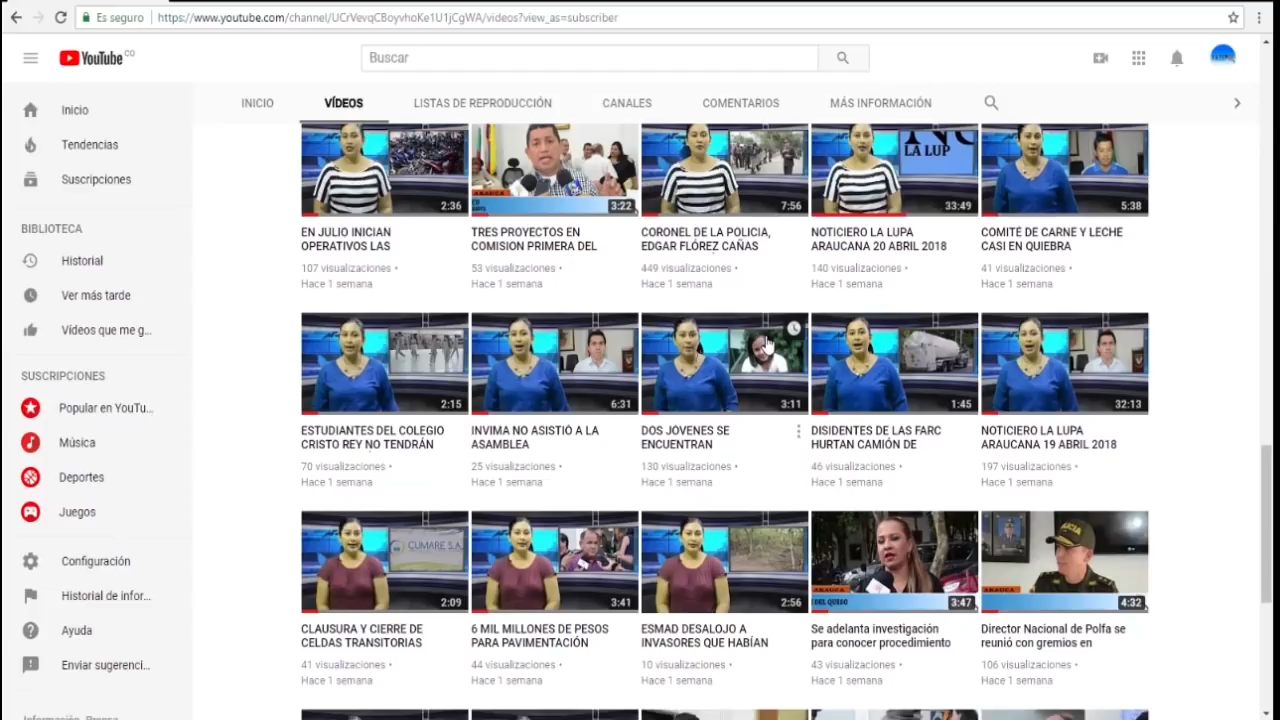 Es seguro https://www.youtube.com/channel/UCrVevqCBoyvhoKe1U1jCgWA/videos?view_as=subscriber
YouTube CO
Buscar
INICIO VÍDEOS LISTAS DE REPRODUCCIÓN CANALES COMENTARIOS MÁS INFORMACIÓN
Inicio
Tendencias
Suscripciones
BIBLIOTECA
Historial
Ver más tarde
Vídeos que me g...
SUSCRIPCIONES
Popular en YouTu...
Música
Deportes
Juegos
Configuración
Historial de infor...
Ayuda
Enviar sugerenci...
2:36
EN JULIO INICIAN
OPERATIVOS LAS
107 visualizaciones •
Hace 1 semana
ARAUCA
3:22
TRES PROYECTOS EN
COMISION PRIMERA DEL
53 visualizaciones •
Hace 1 semana
7:56
CORONEL DE LA POLICIA,
EDGAR FLÓREZ CAÑAS
449 visualizaciones •
Hace 1 semana
LA LUP
33:49
NOTICIERO LA LUPA
ARAUCANA 20 ABRIL 2018
140 visualizaciones •
Hace 1 semana
5:38
COMITÉ DE CARNE Y LECHE
CASI EN QUIEBRA
41 visualizaciones •
Hace 1 semana
2:15
ESTUDIANTES DEL COLEGIO
CRISTO REY NO TENDRÁN
70 visualizaciones •
Hace 1 semana
6:31
INVIMA NO ASISTIÓ A LA
ASAMBLEA
25 visualizaciones •
Hace 1 semana
3:11
DOS JÓVENES SE
ENCUENTRAN
130 visualizaciones •
Hace 1 semana
1:45
DISIDENTES DE LAS FARC
HURTAN CAMIÓN DE
46 visualizaciones •
Hace 1 semana
32:13
NOTICIERO LA LUPA
ARAUCANA 19 ABRIL 2018
197 visualizaciones •
Hace 1 semana
CUMARE S.A.
2:09
CLAUSURA Y CIERRE DE
CELDAS TRANSITORIAS
41 visualizaciones •
Hace 1 semana
3:41
6 MIL MILLONES DE PESOS
PARA PAVIMENTACIÓN
44 visualizaciones •
Hace 1 semana
2:56
ESMAD DESALOJO A
INVASORES QUE HABÍAN
10 visualizaciones •
Hace 1 semana
ARAUCA
DEL QUESO
3:47
Se adelanta investigación
para conocer procedimiento
43 visualizaciones •
Hace 1 semana
POLICIA
ARAUCA
4:32
Director Nacional de Polfa se
reunió con gremios en
106 visualizaciones •
Hace 1 semana